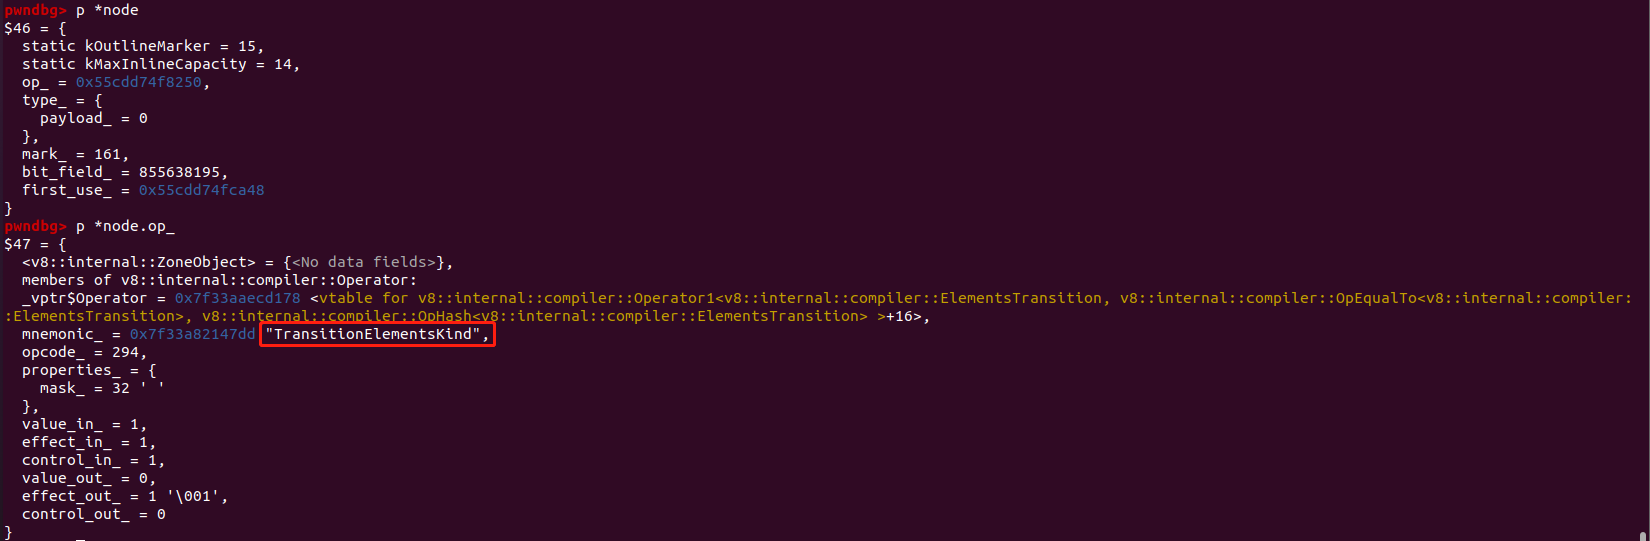 pwndbg> p *node
$46 = {
  static kOutlineMarker = 15,
  static kMaxInlineCapacity = 14,
  op_ = 0x55cdd74f8250,
  type_ = {
    payload_ = 0
  },
  mark_ = 161,
  bit_field_ = 855638195,
  first_use_ = 0x55cdd74fca48
}
pwndbg> p *node.op_
$47 = {
  <v8::internal::ZoneObject> = {<No data fields>},
  members of v8::internal::compiler::Operator:
  _vptr$Operator = 0x7f33aaecd178 <vtable for v8::internal::compiler::Operator1<v8::internal::compiler::ElementsTransition, v8::internal::compiler::OpEqualTo<v8::internal::compiler:
:ElementsTransition>, v8::internal::compiler::OpHash<v8::internal::compiler::ElementsTransition> >+16>,
  mnemonic_ = 0x7f33a82147dd "TransitionElementsKind",
  opcode_ = 294,
  properties_ = {
    mask_ = 32 ' '
  },
  value_in_ = 1,
  effect_in_ = 1,
  control_in_ = 1,
  value_out_ = 0,
  effect_out_ = 1 '\001',
  control_out_ = 0
}